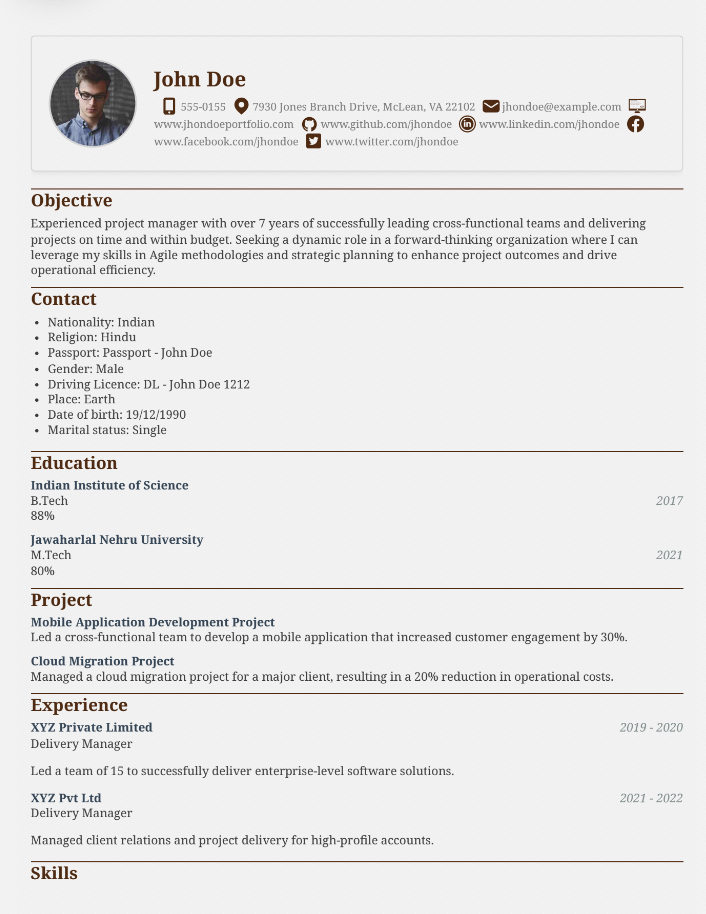 John Doe
555-0155 7930 Jones Branch Drive, McLean, VA 22102 jhondoe@example.com
www.jhondoeportfolio.com www.github.com/jhondoe www.linkedin.com/jhondoe
www.facebook.com/jhondoe www.twitter.com/jhondoe
Objective
Experienced project manager with over 7 years of successfully leading cross-functional teams and delivering
projects on time and within budget. Seeking a dynamic role in a forward-thinking organization where I can
leverage my skills in Agile methodologies and strategic planning to enhance project outcomes and drive
operational efficiency.
Contact
• Nationality: Indian
• Religion: Hindu
• Passport: Passport - John Doe
• Gender: Male
• Driving Licence: DL - John Doe 1212
• Place: Earth
• Date of birth: 19/12/1990
• Marital status: Single
Education
Indian Institute of Science
B.Tech 2017
88%
Jawaharlal Nehru University
M.Tech 2021
80%
Project
Mobile Application Development Project
Led a cross-functional team to develop a mobile application that increased customer engagement by 30%.
Cloud Migration Project
Managed a cloud migration project for a major client, resulting in a 20% reduction in operational costs.
Experience
XYZ Private Limited 2019 - 2020
Delivery Manager
Led a team of 15 to successfully deliver enterprise-level software solutions.
XYZ Pvt Ltd 2021 - 2022
Delivery Manager
Managed client relations and project delivery for high-profile accounts.
Skills